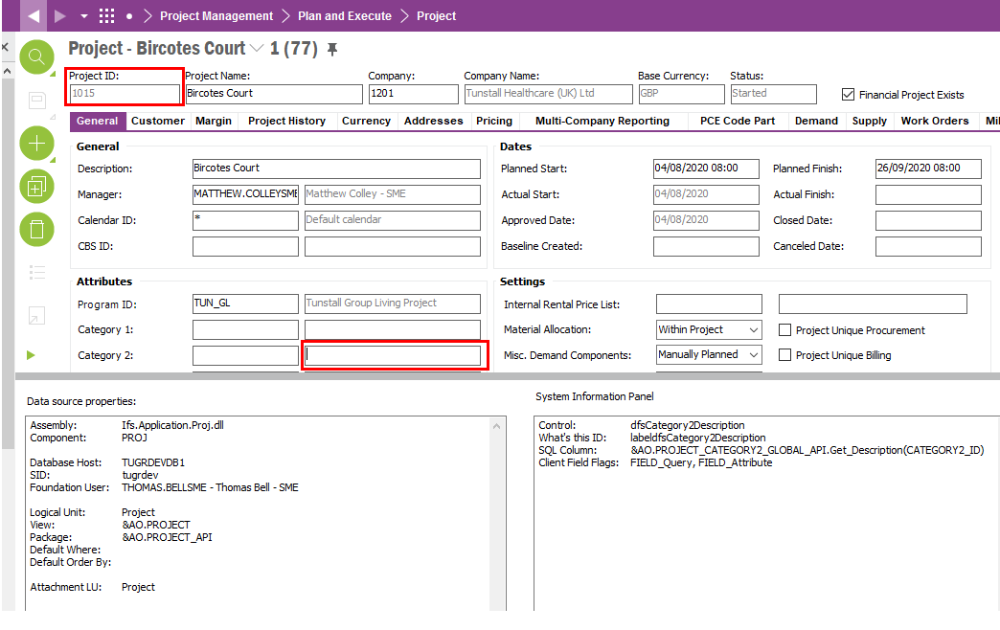 Project Management Plan and Execute Project
Project - Bircotes Court 1 (77)
Project ID: Project Name: Company: Company Name: Base Currency: Status:
1015 Bircotes Court 1201 Tunstall Healthcare (UK) Ltd GBP Started Financial Project Exists
General Customer Margin Project History Currency Addresses Pricing Multi-Company Reporting PCE Code Part Demand Supply Work Orders
General
Description: Bircotes Court
Manager: MATTHEW.COLLEYSME Matthew Colley - SME
Calendar ID: * Default calendar
CBS ID:
Dates
Planned Start: 04/08/2020 08:00 Planned Finish: 26/09/2020 08:00
Actual Start: 04/08/2020 Actual Finish:
Approved Date: 04/08/2020 Closed Date:
Baseline Created: Canceled Date:
Attributes
Program ID: TUN_GL Tunstall Group Living Project
Category 1:
Category 2:
Settings
Internal Rental Price List:
Material Allocation: Within Project Project Unique Procurement
Misc. Demand Components: Manually Planned Project Unique Billing
Data source properties:
Assembly: Ifs.Application.Proj.dll
Component: PROJ
Database Host: TUGRDEVDB1
SID: tugrdev
Foundation User: THOMAS.BELLSME - Thomas Bell - SME
Logical Unit: Project
View: &AO.PROJECT
Package: &AO.PROJECT_API
Default Where:
Default Order By:
Attachment LU: Project
System Information Panel
Control: dfsCategory2Description
What's this ID: labeldfsCategory2Description
SQL Column: &AO.PROJECT_CATEGORY2_GLOBAL_API.Get_Description(CATEGORY2_ID)
Client Field Flags: FIELD_Query, FIELD_Attribute